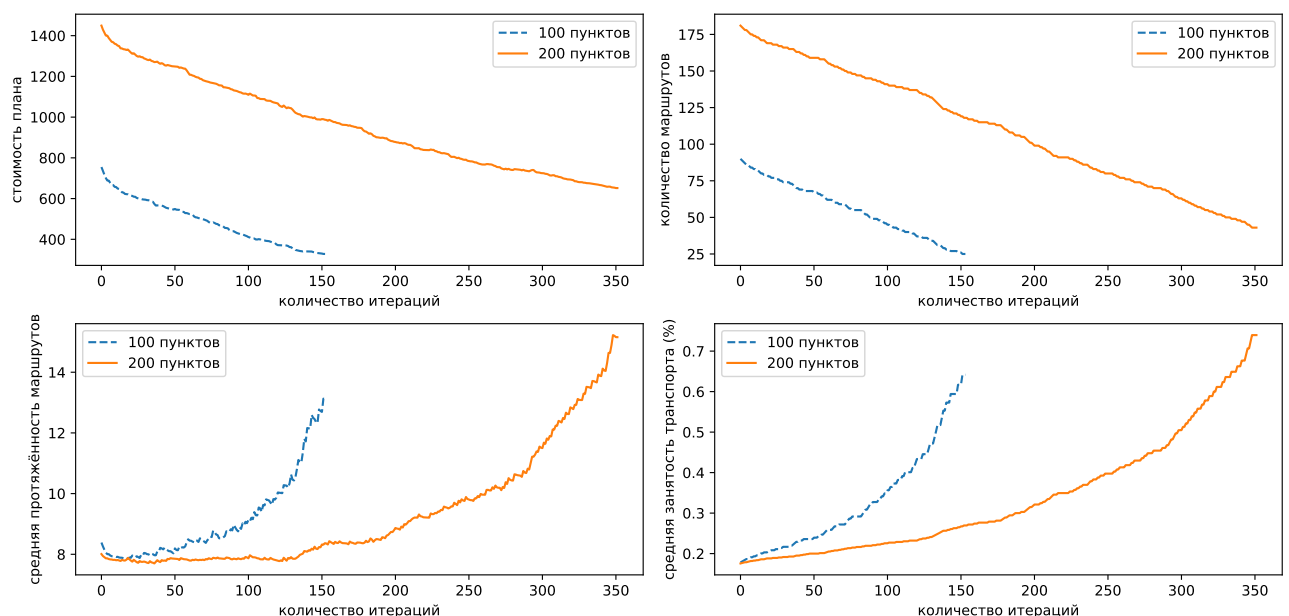 1400
1200
1000
800
600
400
стоимость плана
0 50 100 150 200 250 300 350
количество итераций
100 пунктов
200 пунктов
175
150
125
100
75
50
25
количество маршрутов
0 50 100 150 200 250 300 350
количество итераций
100 пунктов
200 пунктов
14
12
10
8
средняя протяжённость маршрутов
0 50 100 150 200 250 300 350
количество итераций
100 пунктов
200 пунктов
0.7
0.6
0.5
0.4
0.3
0.2
средняя занятость транспорта (%)
0 50 100 150 200 250 300 350
количество итераций
100 пунктов
200 пунктов